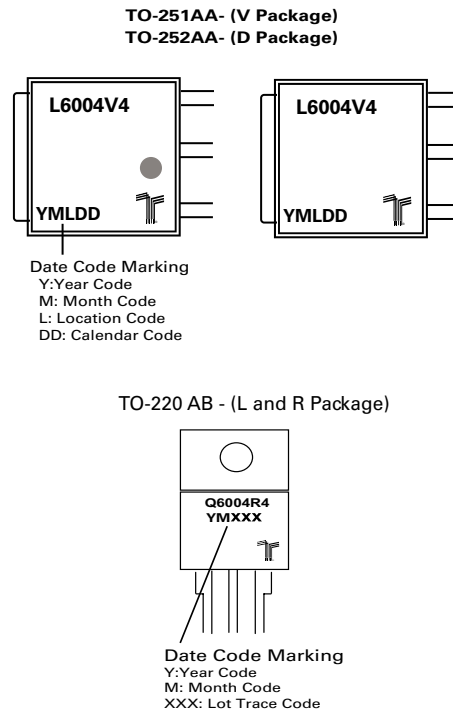 TO-251AA- (V Package)
TO-252AA- (D Package)
L6004V4
YMLDD
L6004V4
YMLDD
Date Code Marking
Y:Year Code
M: Month Code
L: Location Code
DD: Calendar Code
TO-220 AB - (L and R Package)
Q6004R4
YMXXX
Date Code Marking
Y:Year Code
M: Month Code
XXX: Lot Trace Code